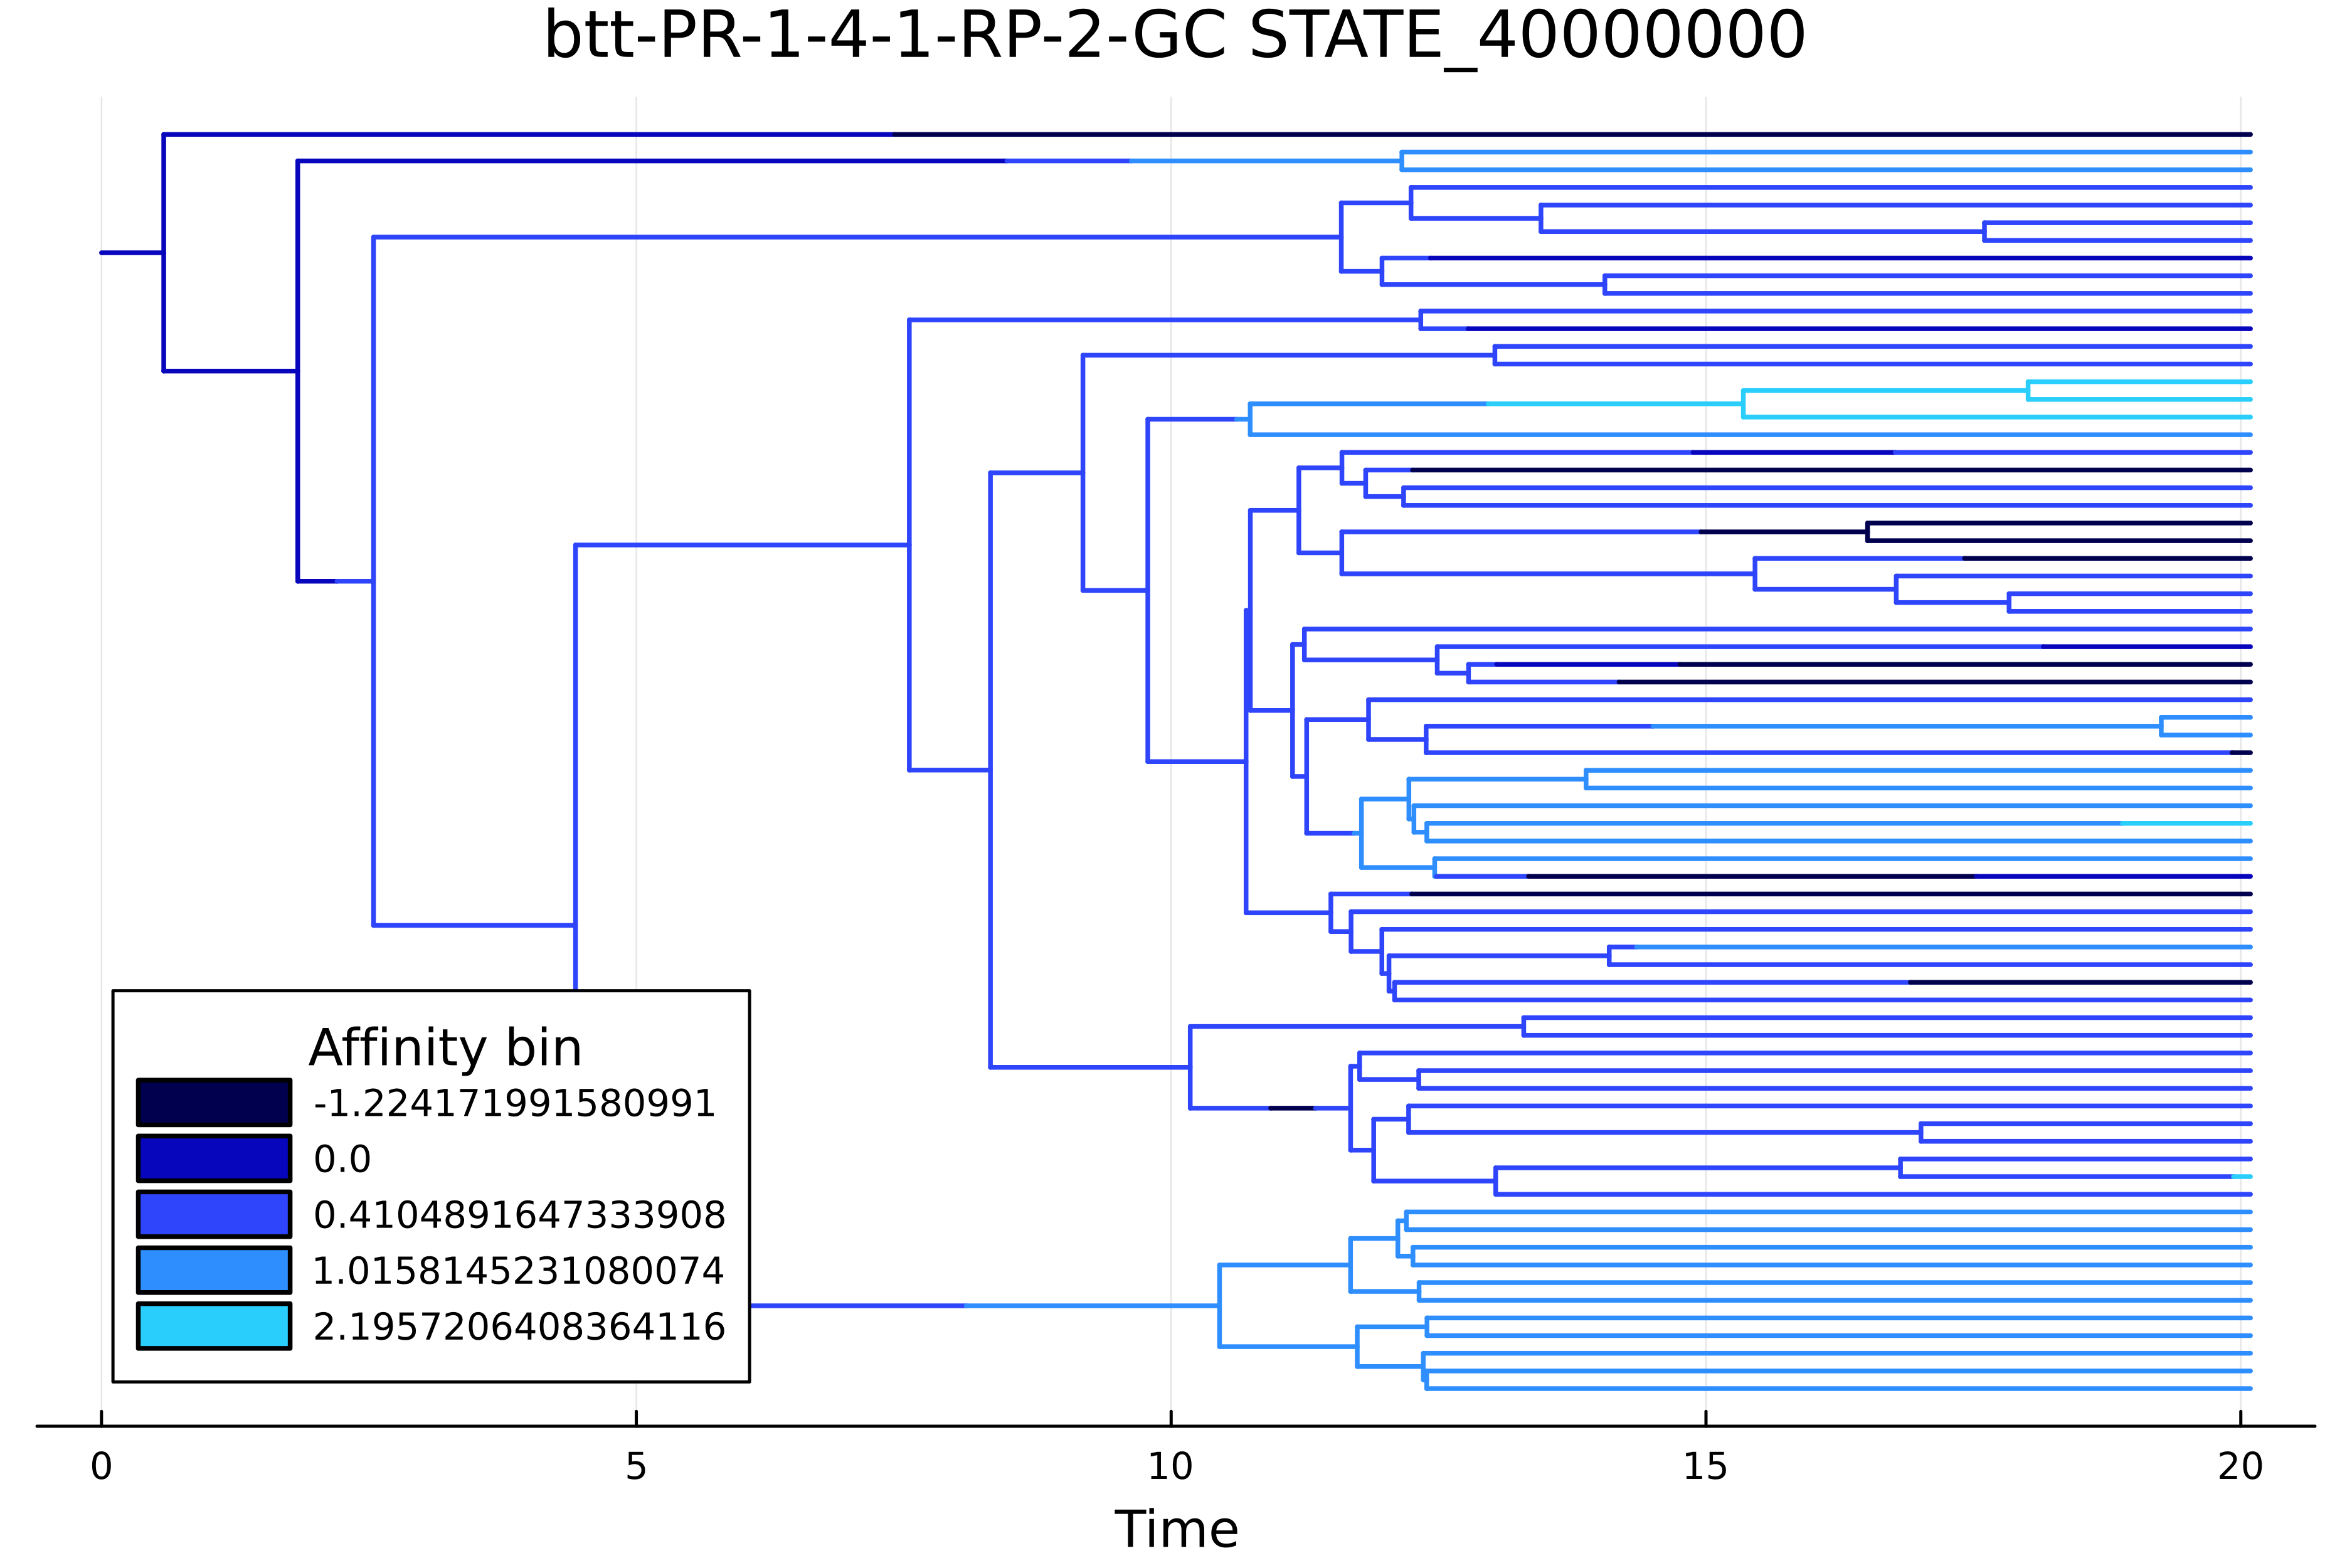 btt-PR-1-4-1-RP-2-GC STATE_40000000
Affinity bin
-1.224171991580991
0.0
0.4104891647333908
1.0158145231080074
2.1957206408364116
0 5 10 15 20
Time